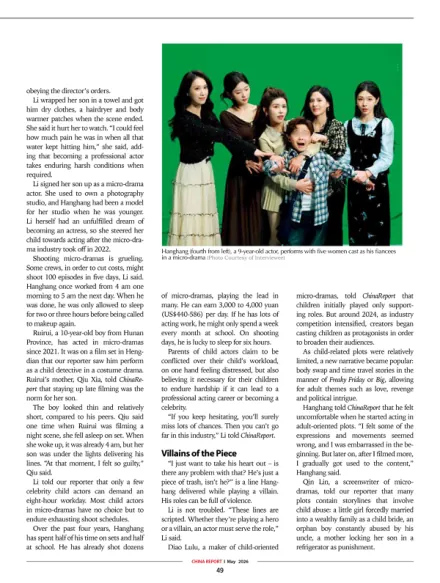 obeying the director's orders.
Li wrapped her son in a towel and got
him dry clothes, a hairdryer and body
warmer patches when the scene ended.
She said it hurt her to watch. "I could feel
how much pain he was in when all that
water kept hitting him," she said, add-
ing that becoming a professional actor
takes enduring harsh conditions when
required.
Li signed her son up as a micro-drama
actor. She used to own a photography
studio, and Hanghang had been a model
for her studio when he was younger.
Li herself had an unfulfilled dream of
becoming an actress, so she steered her
child towards acting after the micro-dra-
ma industry took off in 2022.
Shooting micro-dramas is grueling.
Some crews, in order to cut costs, might
shoot 100 episodes in five days, Li said.
Hanghang once worked from 4 am one
morning to 5 am the next day. When he
was done, he was only allowed to sleep
for two or three hours before being called
to makeup again.
Ruirui, a 10-year-old boy from Hunan
Province, has acted in micro-dramas
since 2021. It was on a film set in Heng-
dian that our reporter saw him perform
as a child detective in a costume drama.
Ruirui's mother, Qiu Xia, told ChinaRe-
port that staying up late filming was the
norm for her son.
The boy looked thin and relatively
short, compared to his peers. Qiu said
one time when Ruirui was filming a
night scene, she fell asleep on set. When
she woke up, it was already 4 am, but her
son was under the lights delivering his
lines. "At that moment, I felt so guilty,"
Qiu said.
Li told our reporter that only a few
celebrity child actors can demand an
eight-hour workday. Most child actors
in micro-dramas have no choice but to
endure exhausting shoot schedules.
Over the past four years, Hanghang
has spent half of his time on sets and half
at school. He has already shot dozens
Hanghang (fourth from left), a 9-year-old actor, performs with five women cast as his fiancees
in a micro-drama (Photo Courtesy of Interviewee)
of micro-dramas, playing the lead in
many. He can earn 3,000 to 4,000 yuan
(US$440-586) per day. If he has lots
of acting work, he might only spend a week
every month at school. On shooting
days, he is lucky to sleep for six hours.
Parents of child actors claim to be
conflicted over their child's workload,
on one hand feeling distressed, but also
believing it necessary for their children
to endure hardship if it can lead to a
professional acting career or becoming a
celebrity.
"If you keep hesitating, you'll surely
miss lots of chances. Then you can't go
far in this industry," Li told ChinaReport.
Villains of the Piece
"I just want to take his heart out – is
there any problem with that? He's just a
piece of trash, isn't he?" is a line Hang-
hang delivered while playing a villain.
His roles can be full of violence.
Li is not troubled. "These lines are
scripted. Whether they're playing a hero
or a villain, an actor must serve the role,"
Li said.
Diao Lulu, a maker of child-oriented
micro-dramas, told ChinaReport that
children initially played only support-
ing roles. But around 2024, as industry
competition intensified, creators began
casting children as protagonists in order
to broaden their audiences.
As child-related plots were relatively
limited, a new narrative became popular:
body swap and time travel stories in the
manner of Freaky Friday or Big, allowing
for adult themes such as love, revenge
and political intrigue.
Hanghang told ChinaReport that he felt
uncomfortable when he started acting in
adult-oriented plots. "I felt some of the
expressions and movements seemed
wrong, and I was embarrassed in the be-
ginning. But later on, after I filmed more,
I gradually got used to the content,"
Hanghang said.
Qin Lin, a screenwriter of micro-
dramas, told our reporter that many
plots contain storylines that involve
child abuse: a little girl forcedly married
into a wealthy family as a child bride, an
orphan boy constantly abused by his
uncle, a mother locking her son in a
refrigerator as punishment.
CHINA REPORT I May 2026
49